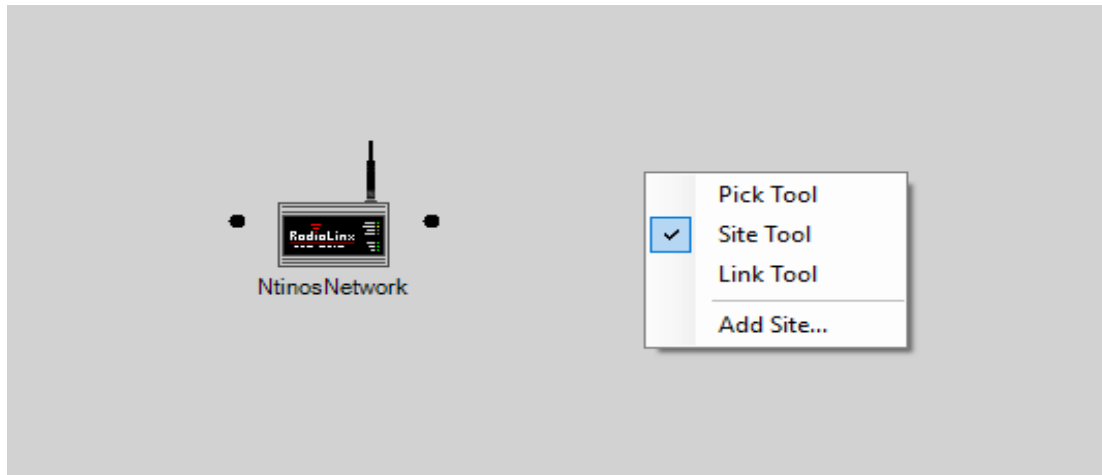 RadioLinx
NtinosNetwork
Pick Tool
Site Tool
Link Tool
Add Site...